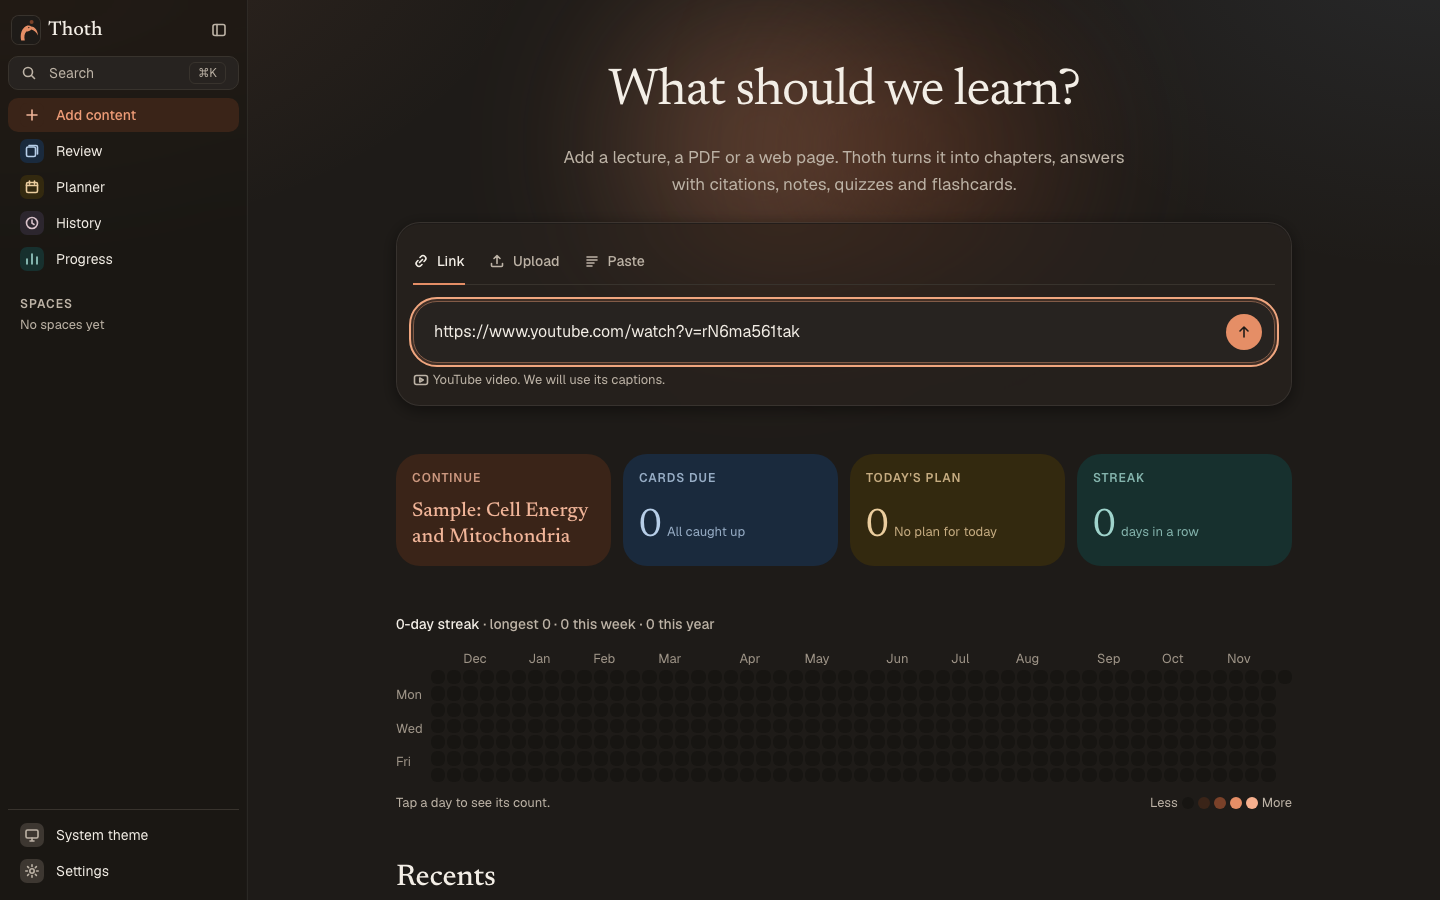 Thoth
Search ⌘K
Add content
Review
Planner
History
Progress
SPACES
No spaces yet
System theme
Settings
What should we learn?
Add a lecture, a PDF or a web page. Thoth turns it into chapters, answers
with citations, notes, quizzes and flashcards.
Link Upload Paste
https://www.youtube.com/watch?v=rN6ma561tak
YouTube video. We will use its captions.
CONTINUE
Sample: Cell Energy
and Mitochondria
CARDS DUE
0 All caught up
TODAY'S PLAN
0 No plan for today
STREAK
0 days in a row
0-day streak · longest 0 · 0 this week · 0 this year
Dec Jan Feb Mar Apr May Jun Jul Aug Sep Oct Nov
Mon
Wed
Fri
Tap a day to see its count.
Less More
Recents